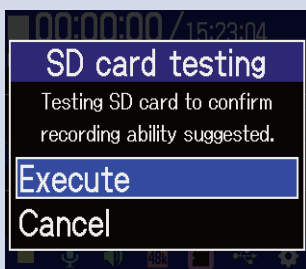 00:00:00/15:23:04
SD card testing
Testing SD card to confirm
recording ability suggested.
Execute
Cancel
48k